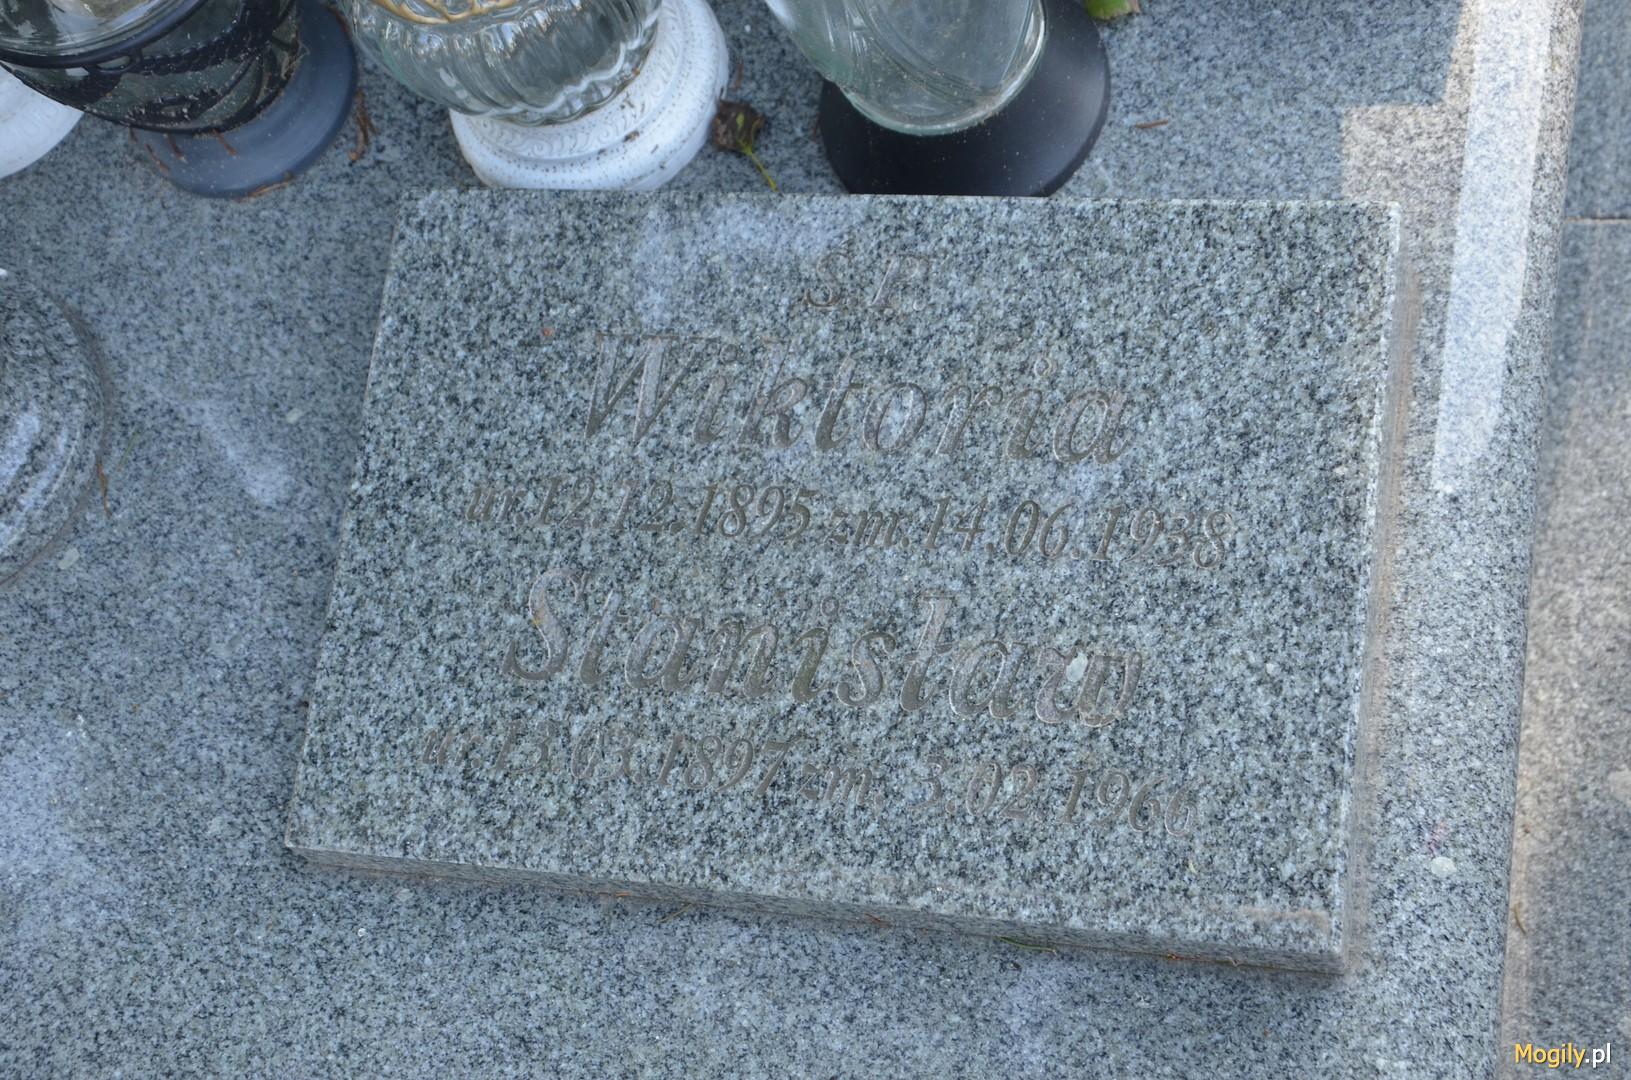 Ś.P.
Wiktoria
ur.12.12.1895 zm.14.06.1938
Stanisław
ur.13.03.1897 zm. 3.02.1966
Mogily.pl